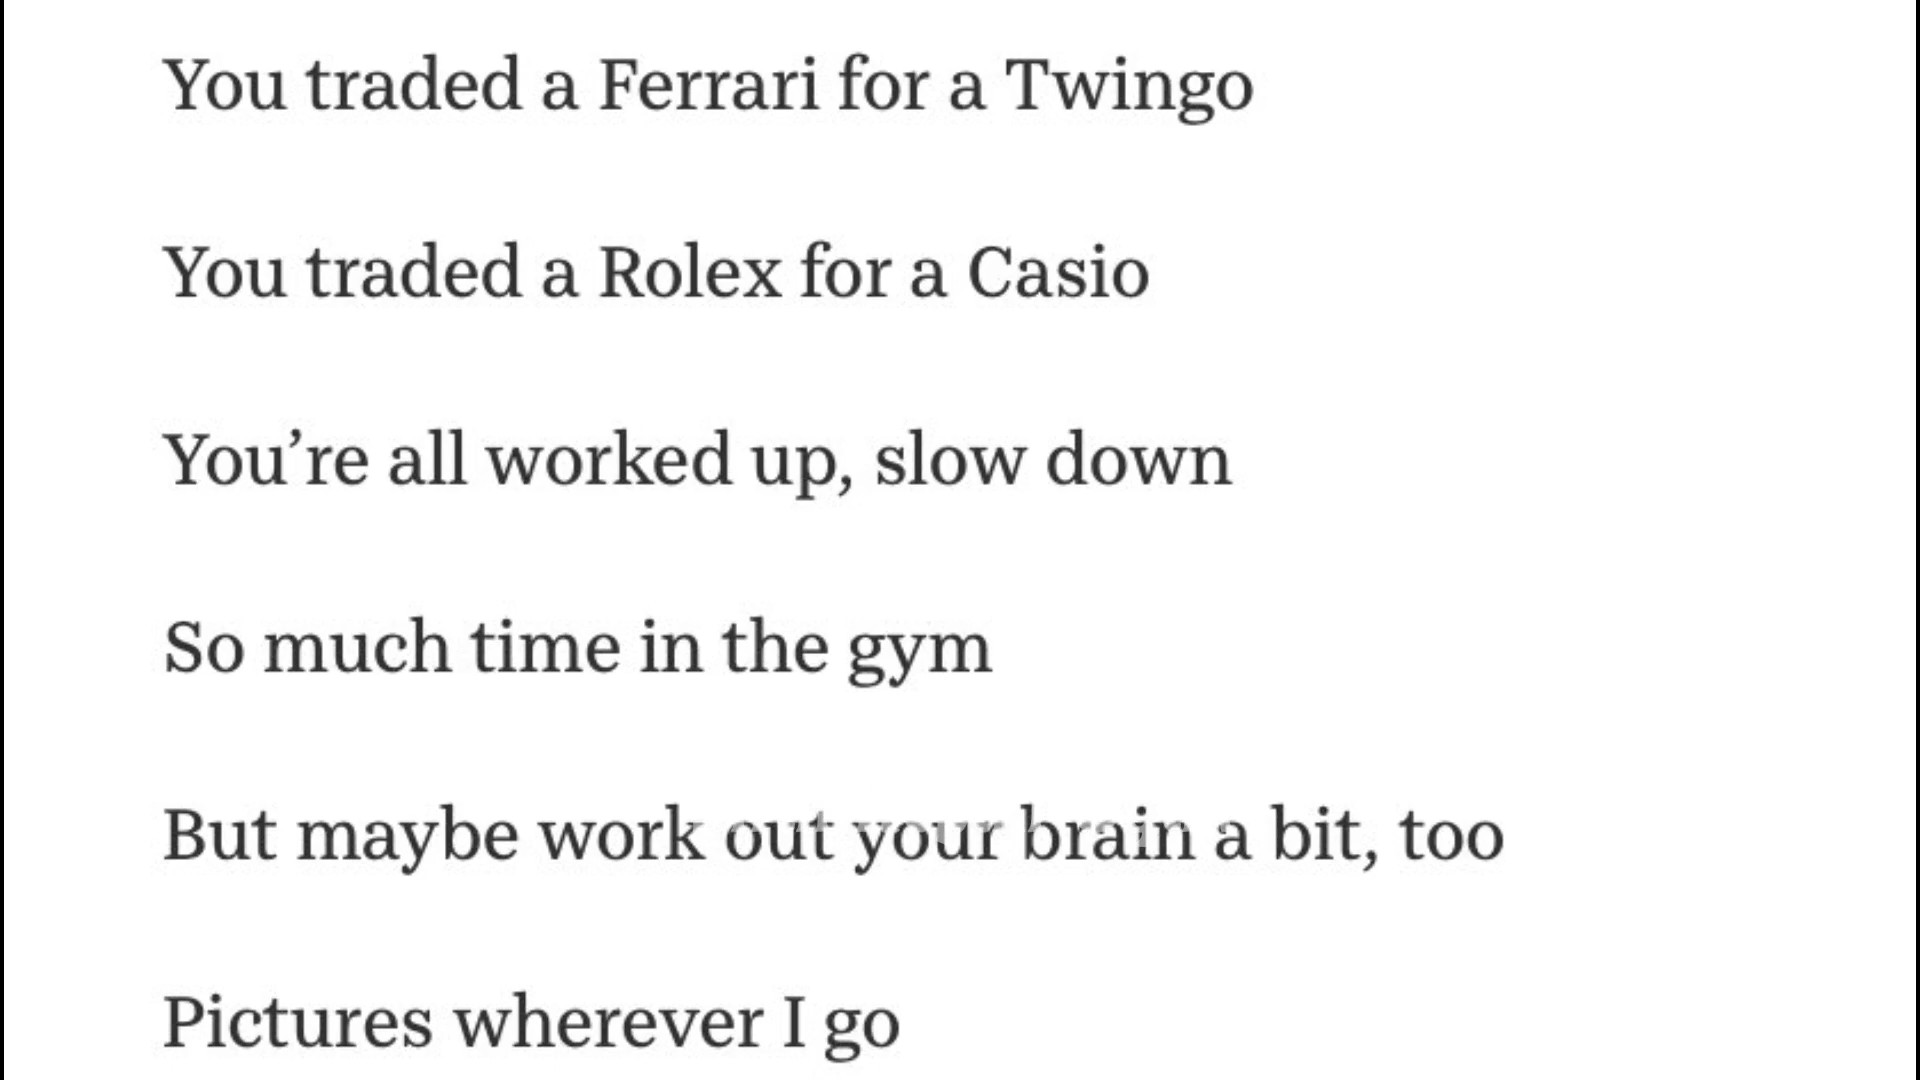 You traded a Ferrari for a Twingo
You traded a Rolex for a Casio
You’re all worked up, slow down
So much time in the gym
But maybe work out your brain a bit, too
Pictures wherever I go